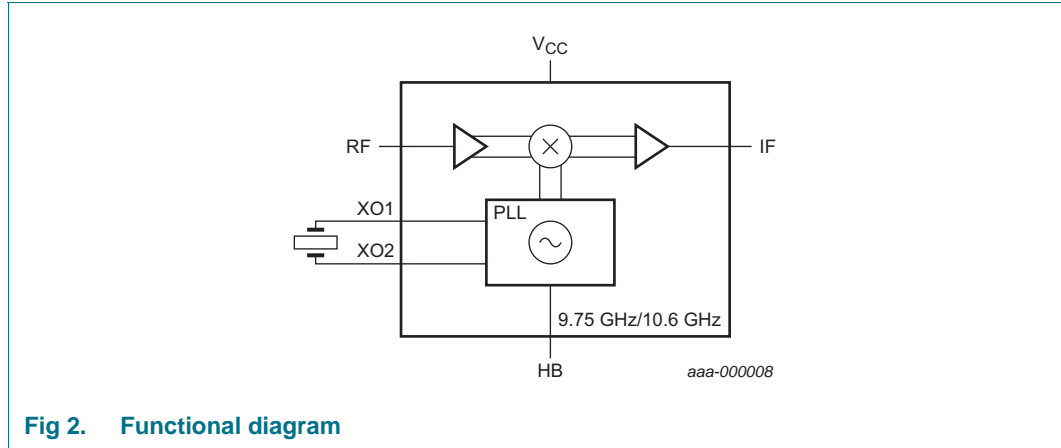 VCC
RF
IF
XO1
PLL
XO2
9.75 GHz/10.6 GHz
HB
aaa-000008
Fig 2. Functional diagram